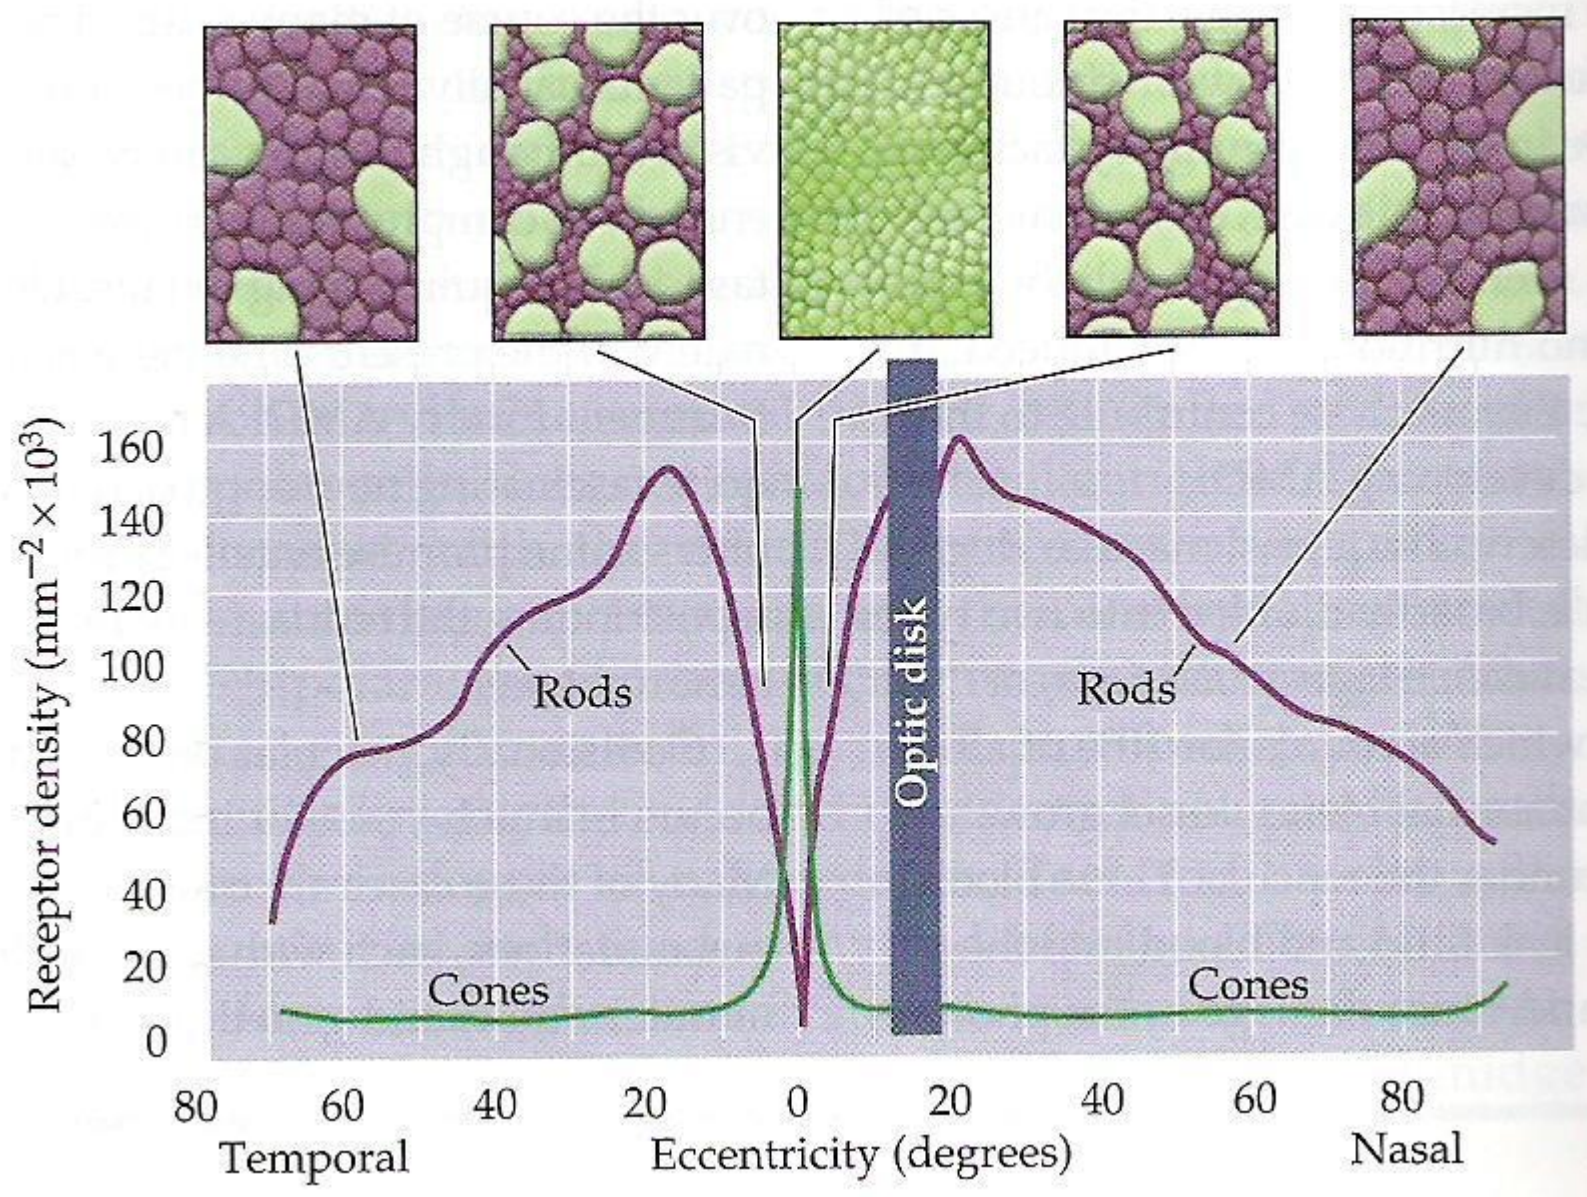 Receptor density (mm⁻² × 10³)
160
140
120
100
80
60
40
20
0
Rods
Rods
Optic disk
Cones
Cones
80 60 40 20 0 20 40 60 80
Temporal Eccentricity (degrees) Nasal